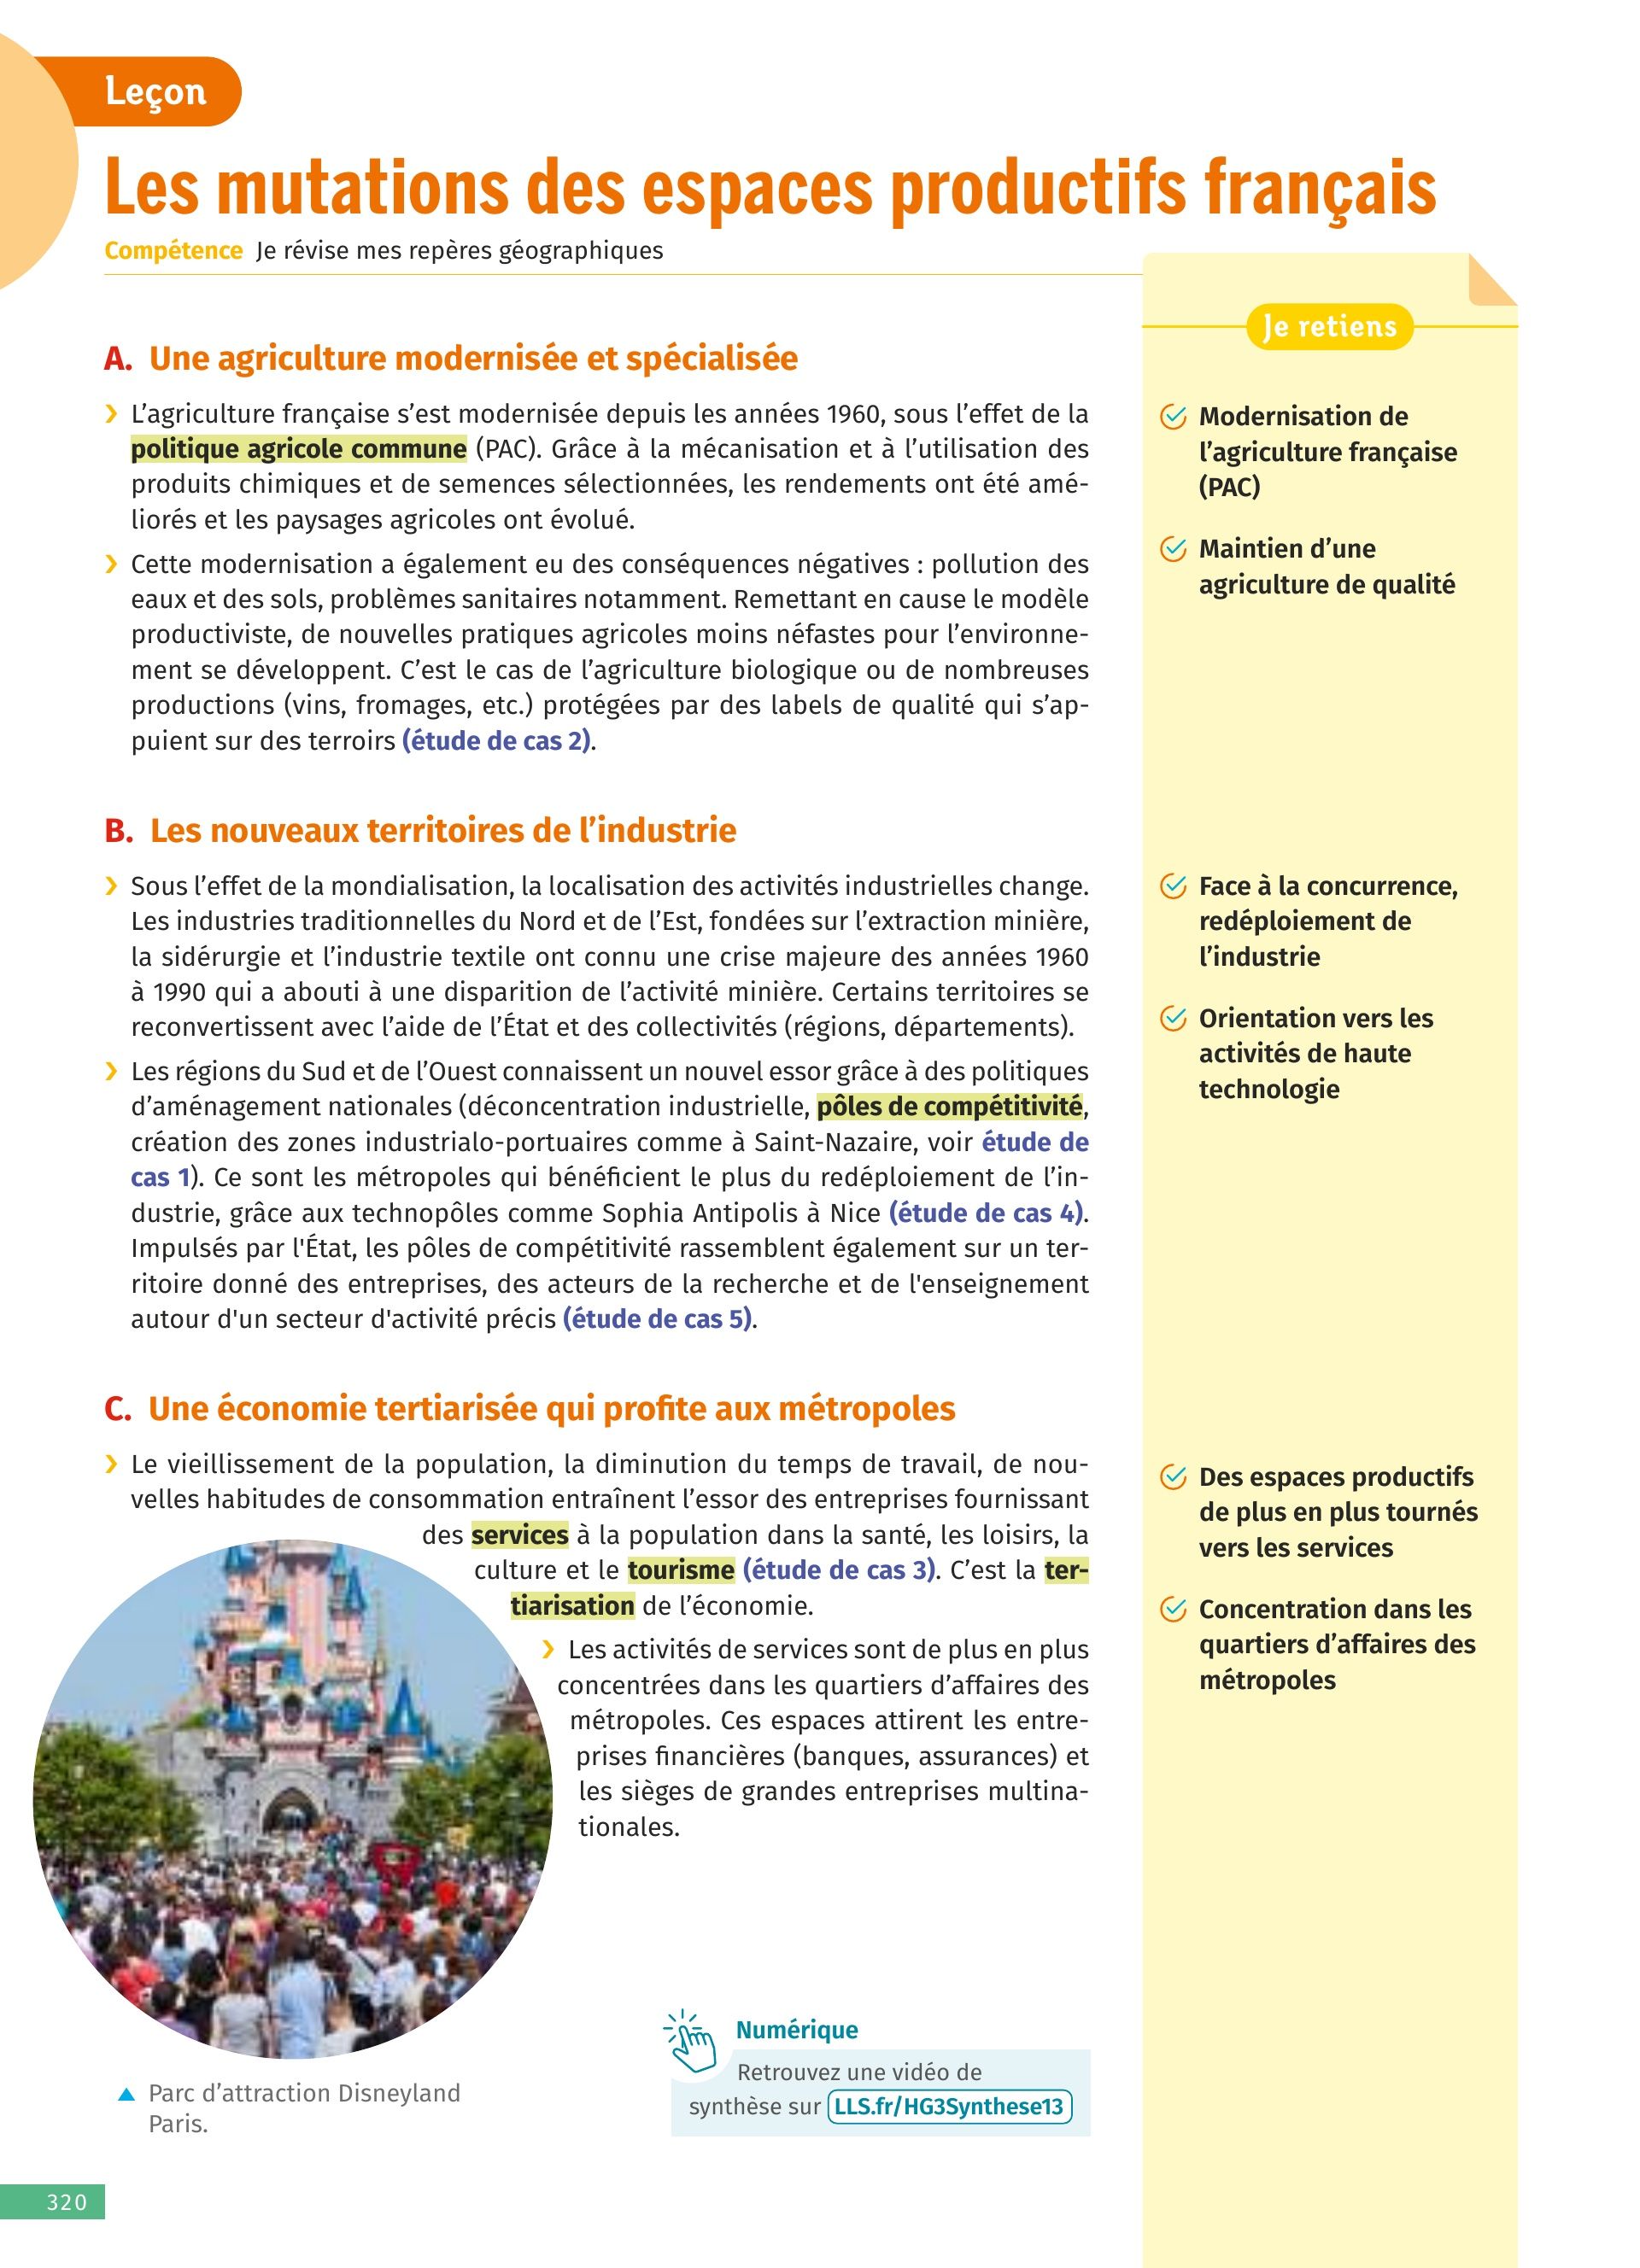 Leçon
Les mutations des espaces productifs français
Compétence Je révise mes repères géographiques
A. Une agriculture modernisée et spécialisée
› L’agriculture française s’est modernisée depuis les années 1960, sous l’effet de la
politique agricole commune (PAC). Grâce à la mécanisation et à l’utilisation des
produits chimiques et de semences sélectionnées, les rendements ont été amé-
liorés et les paysages agricoles ont évolué.
› Cette modernisation a également eu des conséquences négatives : pollution des
eaux et des sols, problèmes sanitaires notamment. Remettant en cause le modèle
productiviste, de nouvelles pratiques agricoles moins néfastes pour l’environne-
ment se développent. C’est le cas de l’agriculture biologique ou de nombreuses
productions (vins, fromages, etc.) protégées par des labels de qualité qui s’ap-
puient sur des terroirs (étude de cas 2).
B. Les nouveaux territoires de l’industrie
› Sous l’effet de la mondialisation, la localisation des activités industrielles change.
Les industries traditionnelles du Nord et de l’Est, fondées sur l’extraction minière,
la sidérurgie et l’industrie textile ont connu une crise majeure des années 1960
à 1990 qui a abouti à une disparition de l’activité minière. Certains territoires se
reconvertissent avec l’aide de l’État et des collectivités (régions, départements).
› Les régions du Sud et de l’Ouest connaissent un nouvel essor grâce à des politiques
d’aménagement nationales (déconcentration industrielle, pôles de compétitivité,
création des zones industrialo-portuaires comme à Saint-Nazaire, voir étude de
cas 1). Ce sont les métropoles qui bénéficient le plus du redéploiement de l’in-
dustrie, grâce aux technopôles comme Sophia Antipolis à Nice (étude de cas 4).
Impulsés par l'État, les pôles de compétitivité rassemblent également sur un ter-
ritoire donné des entreprises, des acteurs de la recherche et de l'enseignement
autour d'un secteur d'activité précis (étude de cas 5).
C. Une économie tertiarisée qui profite aux métropoles
› Le vieillissement de la population, la diminution du temps de travail, de nou-
velles habitudes de consommation entraînent l’essor des entreprises fournissant
des services à la population dans la santé, les loisirs, la
culture et le tourisme (étude de cas 3). C’est la ter-
tiarisation de l’économie.
› Les activités de services sont de plus en plus
concentrées dans les quartiers d’affaires des
métropoles. Ces espaces attirent les entre-
prises financières (banques, assurances) et
les sièges de grandes entreprises multina-
tionales.
Parc d’attraction Disneyland
Paris.
Numérique
Retrouvez une vidéo de
synthèse sur LLS.fr/HG3Synthese13
Je retiens
Modernisation de
l’agriculture française
(PAC)
Maintien d’une
agriculture de qualité
Face à la concurrence,
redéploiement de
l’industrie
Orientation vers les
activités de haute
technologie
Des espaces productifs
de plus en plus tournés
vers les services
Concentration dans les
quartiers d’affaires des
métropoles
320